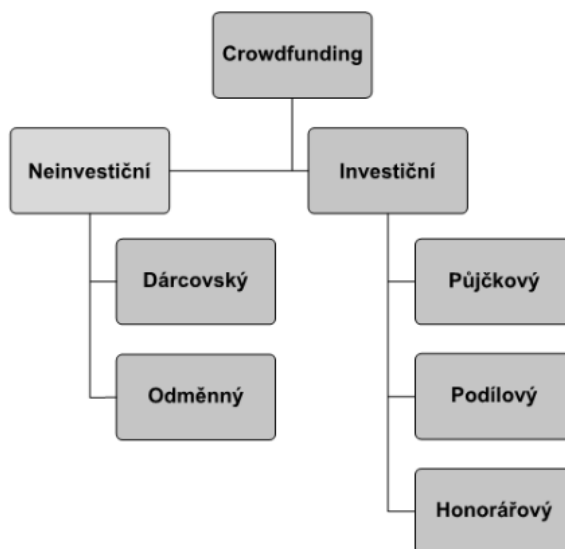 Crowdfunding
Neinvestiční
Investiční
Dárcovský
Půjčkový
Odměnný
Podílový
Honorářový